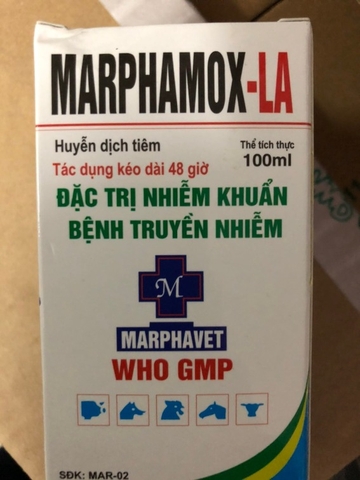 MARPHAMOX-LA
Huyễn dịch tiêm
Thể tích thực
Tác dụng kéo dài 48 giờ
100ml
ĐẶC TRỊ NHIỄM KHUẨN
BỆNH TRUYỀN NHIỄM
M
MARPHAVET
WHO GMP
SĐK: MAR-02